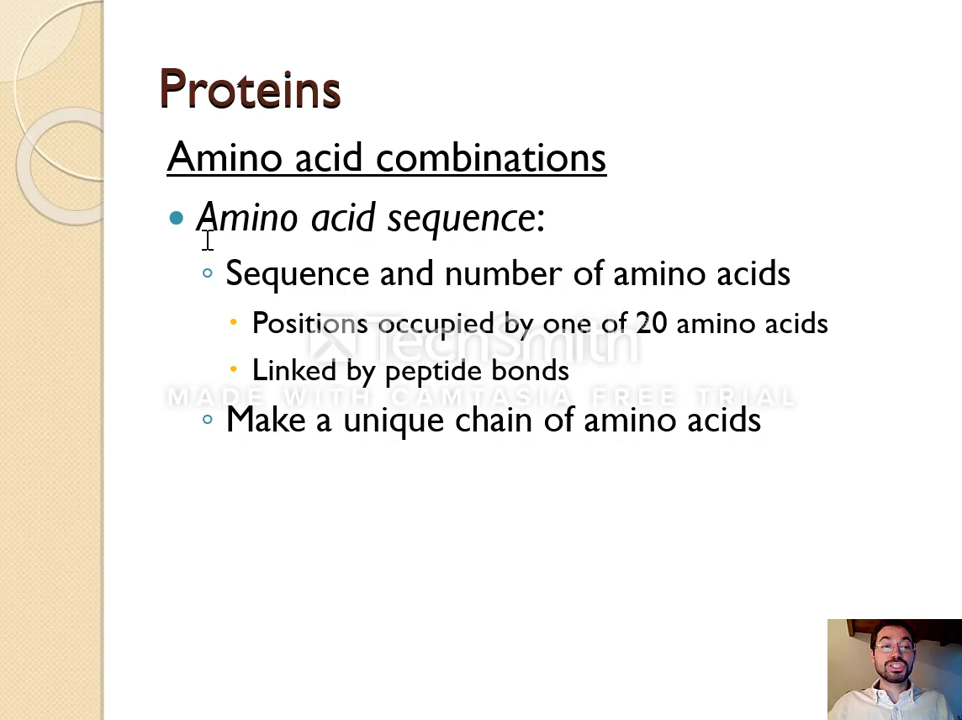 Proteins
Amino acid combinations
Amino acid sequence:
Sequence and number of amino acids
Positions occupied by one of 20 amino acids
TechSmith
Linked by peptide bonds
MADE WITH CAMTASIA FREE TRIAL
Make a unique chain of amino acids